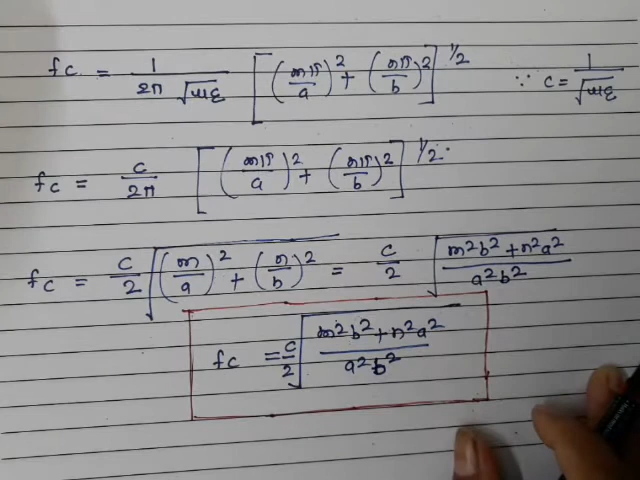 fc = 1/2π√με [(mπ/a)² + (nπ/b)²]^1/2 ∵ c = 1/√με
fc = c/2π [(mπ/a)² + (nπ/b)²]^1/2.
fc = c/2 √((m/a)² + (n/b)²) = c/2 √((m²b² + n²a²)/a²b²)
fc = c/2 √((m²b² + n²a²)/a²b²)